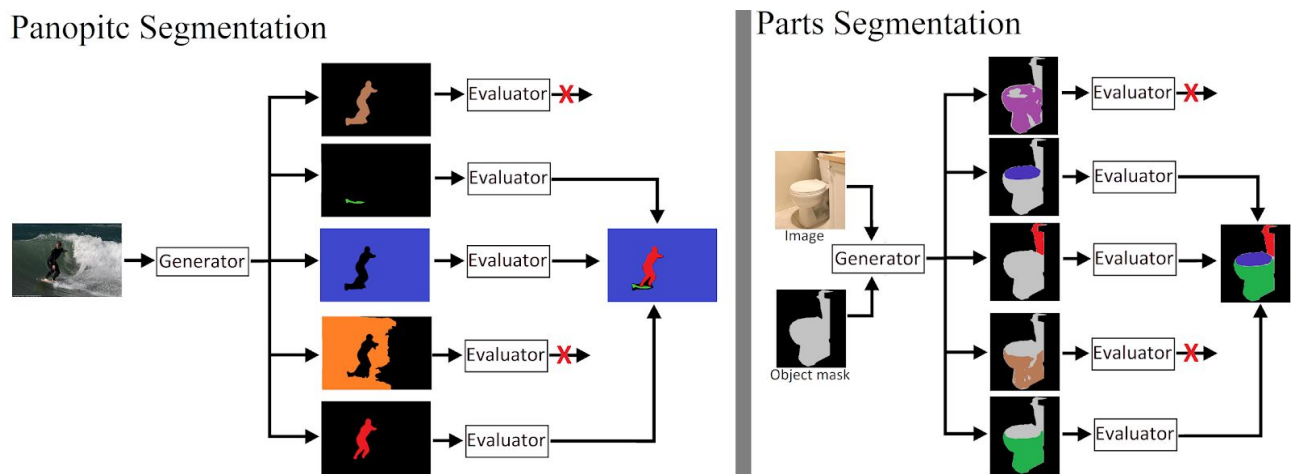 Panopitc Segmentation
Evaluator
X
Evaluator
Generator
Evaluator
Evaluator
X
Evaluator
Parts Segmentation
Evaluator
X
Evaluator
Image
Generator
Evaluator
Object mask
Evaluator
X
Evaluator